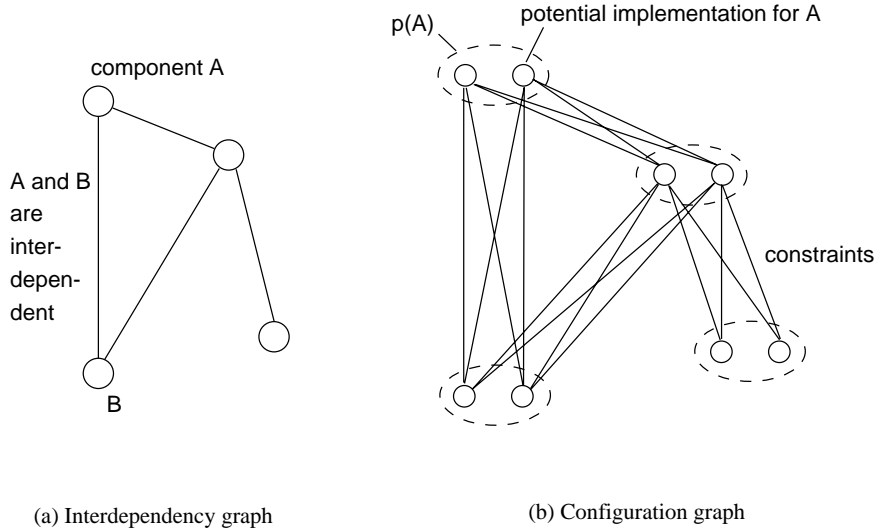 component A
A and B
are
inter-
depen-
dent
B
p(A)
potential implementation for A
constraints
(a) Interdependency graph
(b) Configuration graph